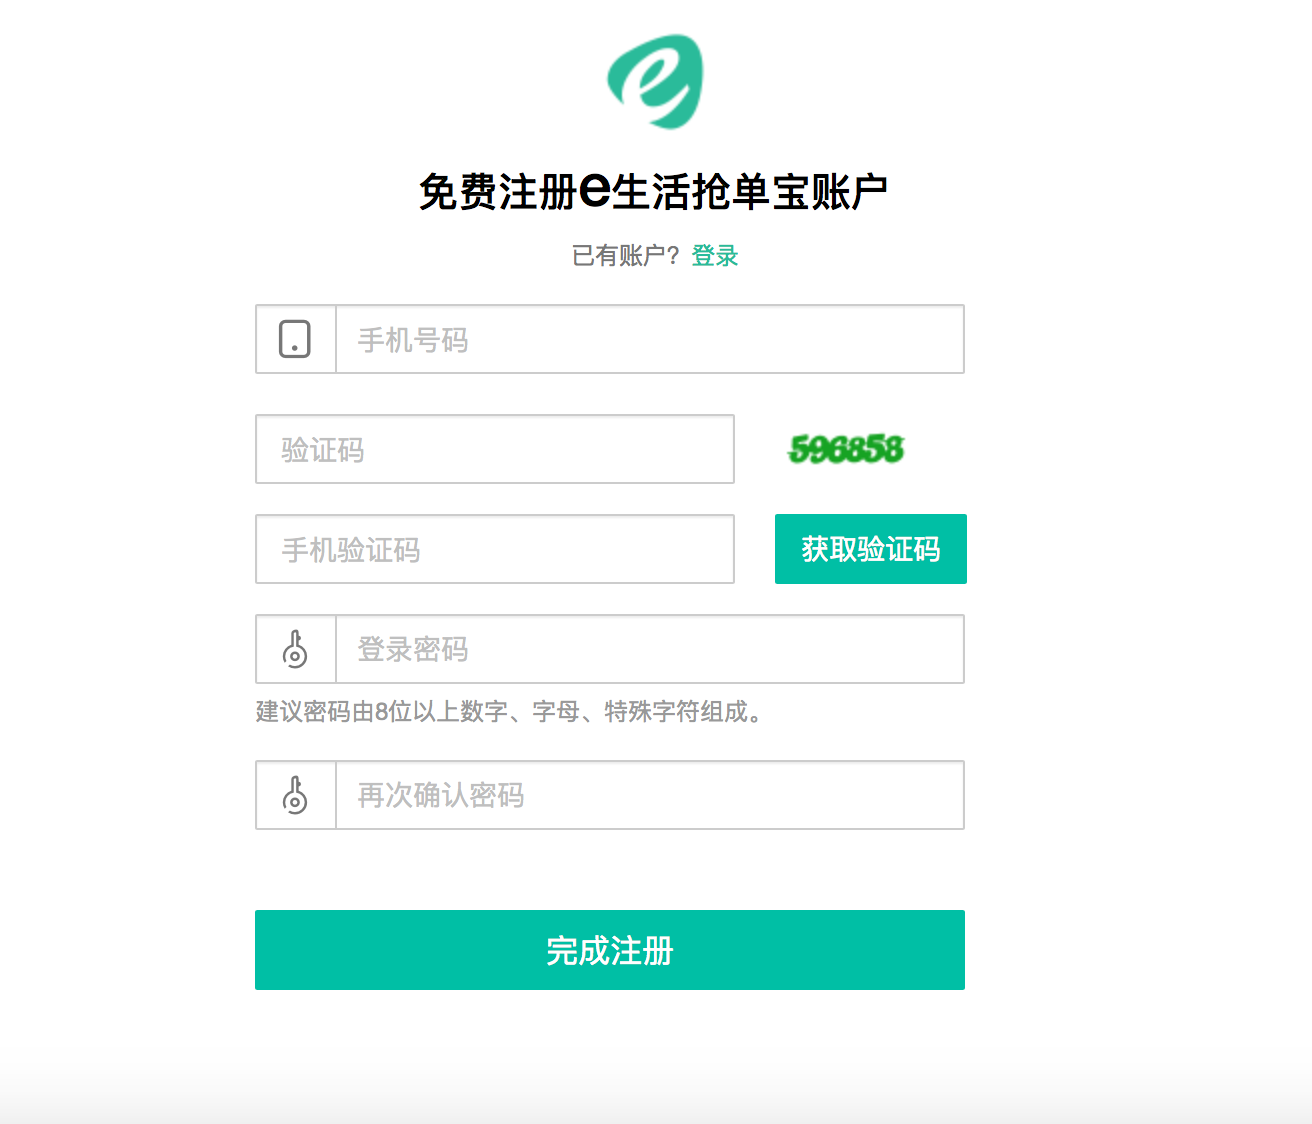 免费注册e生活抢单宝账户
已有账户? 登录
手机号码
验证码
596858
手机验证码
获取验证码
登录密码
建议密码由8位以上数字、字母、特殊字符组成。
再次确认密码
完成注册